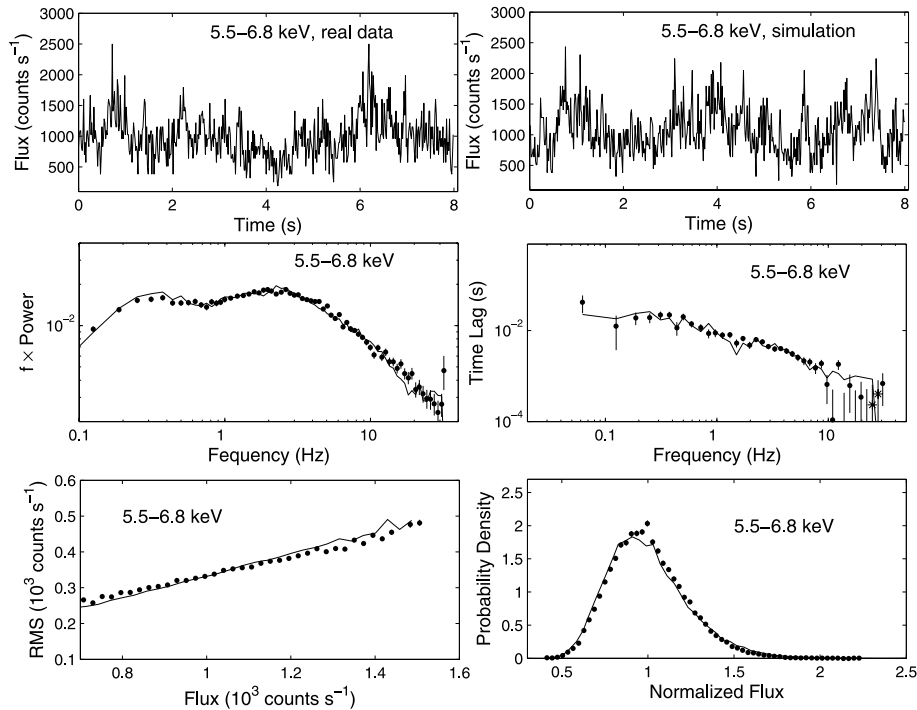 5.5−6.8 keV, real data
Flux (counts s−1)
3000
2500
2000
1500
1000
500
0 2 4 6 8
Time (s)
5.5−6.8 keV, simulation
Flux (counts s−1)
3000
2500
2000
1500
1000
500
0 2 4 6 8
Time (s)
5.5−6.8 keV
f × Power
10−2
0.1 1 10
Fequency (Hz)
5.5−6.8 keV
Time Lag (s)
10−2
10−4
0.1 1 10
Frequency (Hz)
5.5−6.8 keV
RMS (103 counts s−1)
0.6
0.5
0.4
0.3
0.2
0.1
0.8 1 1.2 1.4 1.6
Flux (103 counts s−1)
5.5−6.8 keV
Probability Density
2.5
2
1.5
1
0.5
0
0.5 1 1.5 2 2.5
Normalized Flux